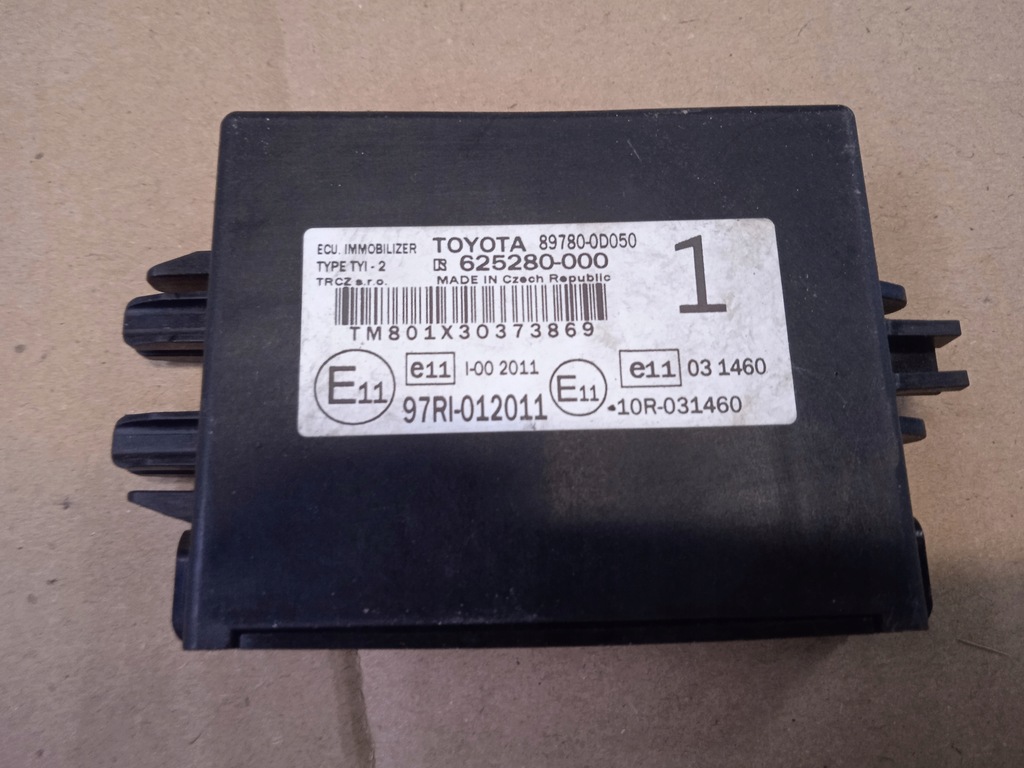 ECU. IMMOBILIZER TOYOTA 89780-0D050
TYPE TYI - 2 R 625280-000
TRCZ s.r.o. MADE IN Czech Republic
1
TM801X30373869
E11 e11 I-00 2011 E11 e11 03 1460
97RI-012011 10R-031460